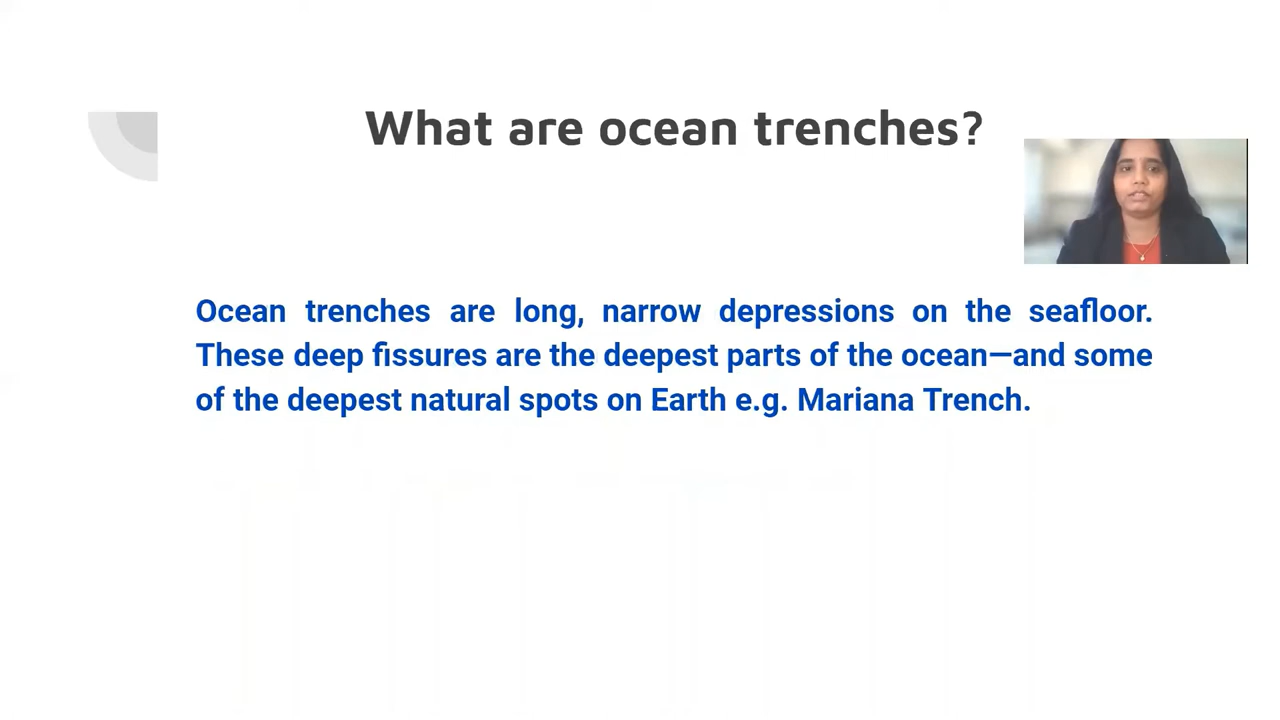 What are ocean trenches?
Ocean trenches are long, narrow depressions on the seafloor.
These deep fissures are the deepest parts of the ocean—and some
of the deepest natural spots on Earth e.g. Mariana Trench.